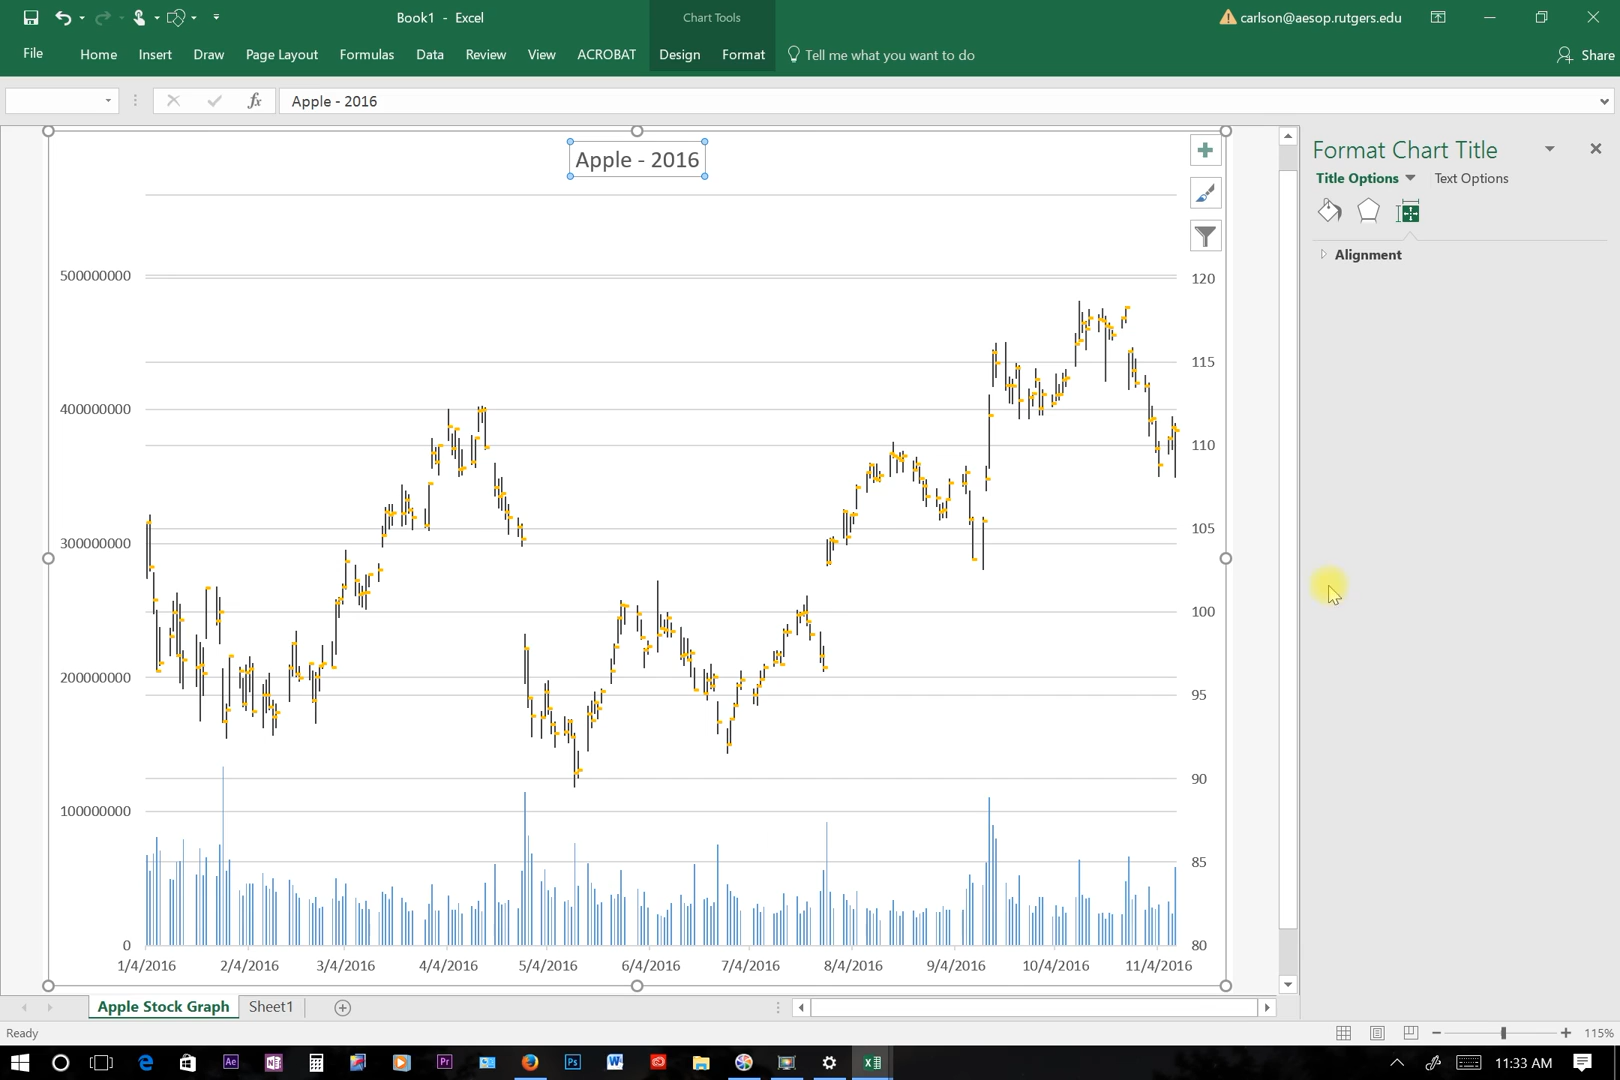 Book1 - Excel
Chart Tools
carlson@aesop.rutgers.edu
File Home Insert Draw Page Layout Formulas Data Review View ACROBAT Design Format Tell me what you want to do Share
fx Apple - 2016
Apple - 2016
Format Chart Title
Title Options Text Options
Alignment
500000000
400000000
300000000
200000000
100000000
0
120
115
110
105
100
95
90
85
80
1/4/2016 2/4/2016 3/4/2016 4/4/2016 5/4/2016 6/4/2016 7/4/2016 8/4/2016 9/4/2016 10/4/2016 11/4/2016
Apple Stock Graph Sheet1
Ready
115%
Ae N Pr Ps W X
11:33 AM